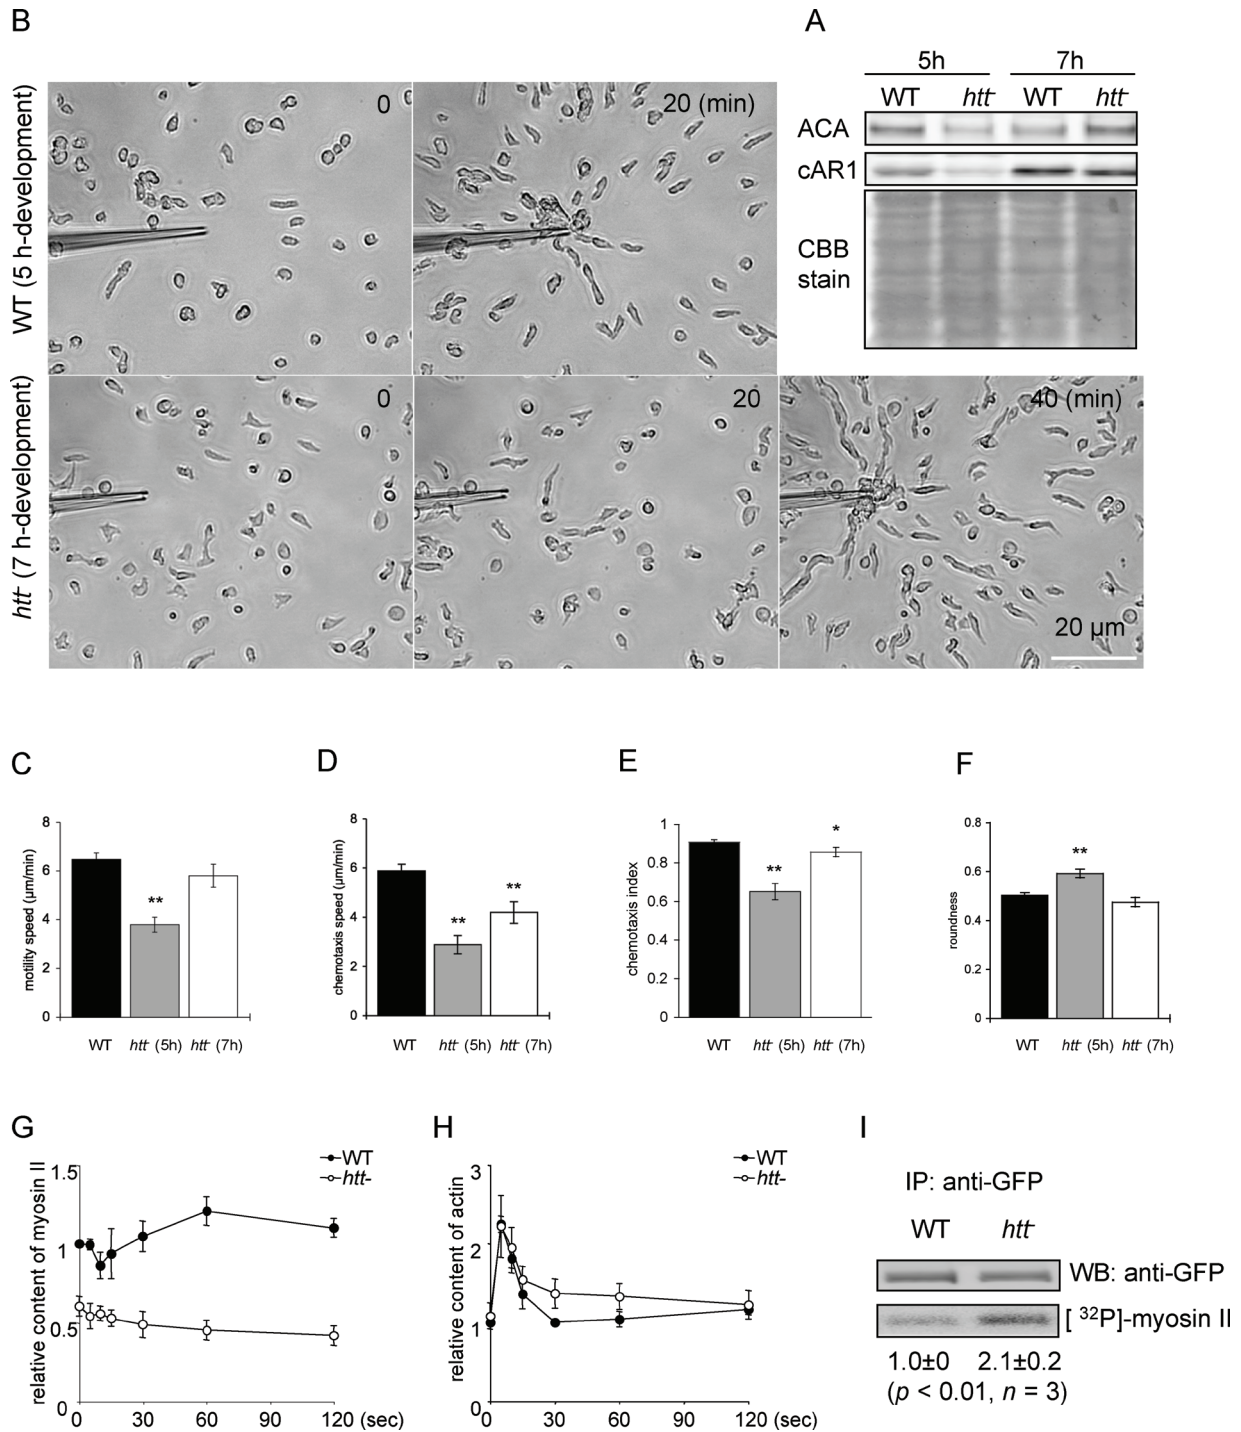 B
A
5h 7h
WT htt- WT htt-
ACA
cAR1
CBB
stain
WT (5 h-development)
0
20 (min)
htt- (7 h-development)
0
20
40 (min)
20 µm
C
motility speed (µm/min)
8
6
4
2
0
**
WT htt- (5h) htt- (7h)
D
chemotaxis speed (µm/min)
8
6
4
2
0
**
**
WT htt- (5h) htt- (7h)
E
chemotaxis index
1
0.8
0.6
0.4
0.2
0
**
*
WT htt- (5h) htt- (7h)
F
roundness
0.8
0.6
0.4
0.2
0
**
WT htt- (5h) htt- (7h)
G
WT
htt-
relative content of myosin II
1.5
1
0.5
0
0 30 60 90 120 (sec)
H
WT
htt-
relative content of actin
3
2
1
0
0 30 60 90 120 (sec)
I
IP: anti-GFP
WT htt-
WB: anti-GFP
[ 32P]-myosin II
1.0±0 2.1±0.2
(p < 0.01, n = 3)